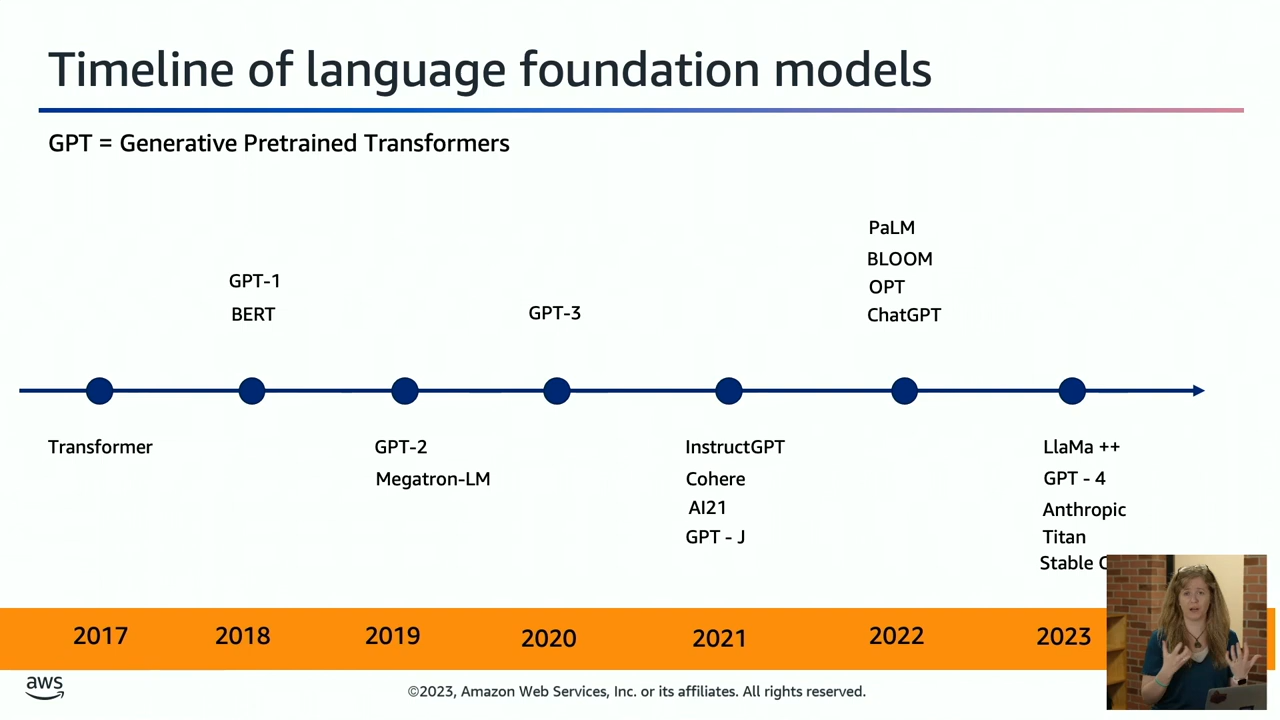 Timeline of language foundation models
GPT = Generative Pretrained Transformers
PaLM
BLOOM
OPT
ChatGPT
GPT-1
BERT
GPT-3
Transformer
GPT-2
Megatron-LM
InstructGPT
Cohere
AI21
GPT - J
LlaMa ++
GPT - 4
Anthropic
Titan
Stable
2017 2018 2019 2020 2021 2022 2023
aws
©2023, Amazon Web Services, Inc. or its affiliates. All rights reserved.